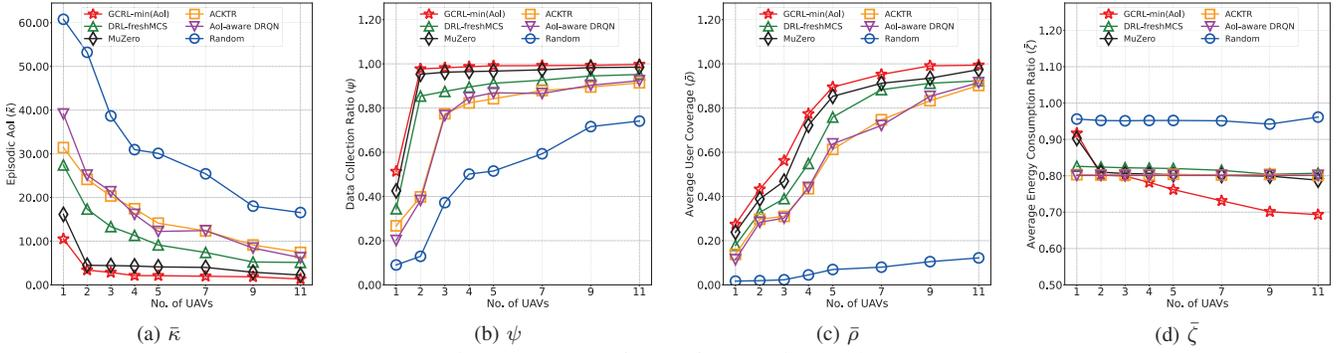 60.00
50.00
40.00
30.00
20.00
10.00
0.00
Episodic AoI (κ̄)
GCRL-min(AoI)
DRL-freshMCS
MuZero
ACKTR
AoI-aware DRQN
Random
1 2 3 4 5 7 9 11
No. of UAVs
(a) κ̄
1.20
1.00
0.80
0.60
0.40
0.20
0.00
Data Collection Ratio (ψ)
GCRL-min(AoI)
DRL-freshMCS
MuZero
ACKTR
AoI-aware DRQN
Random
1 2 3 4 5 7 9 11
No. of UAVs
(b) ψ
1.20
1.00
0.80
0.60
0.40
0.20
0.00
Average User Coverage (ρ̄)
GCRL-min(AoI)
DRL-freshMCS
MuZero
ACKTR
AoI-aware DRQN
Random
1 2 3 4 5 7 9 11
No. of UAVs
(c) ρ̄
1.20
1.10
1.00
0.90
0.80
0.70
0.60
0.50
Average Energy Consumption Ratio (ζ̄)
GCRL-min(AoI)
DRL-freshMCS
MuZero
ACKTR
AoI-aware DRQN
Random
1 2 3 4 5 7 9 11
No. of UAVs
(d) ζ̄